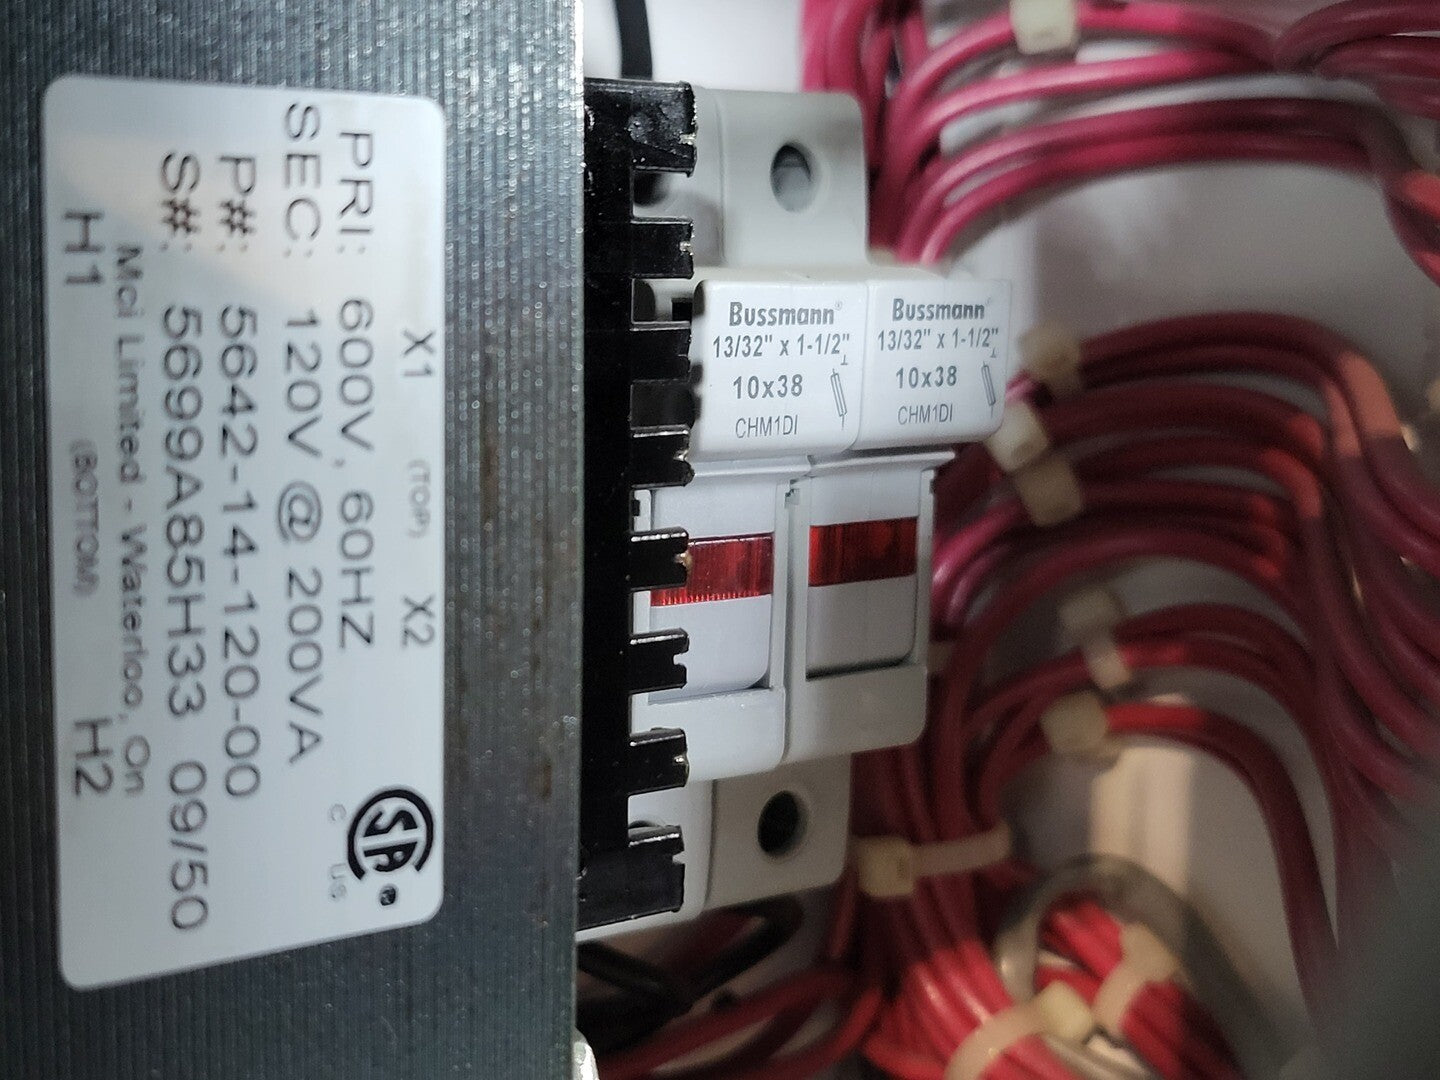 X1 (TOP) X2
PRI: 600V, 60HZ
SEC: 120V @ 200VA
P#: 5642-14-120-00
S#: 5699A85H33 09/50
Mci Limited - Waterloo, On
H1 (BOTTOM) H2
SA
C US
Bussmann®
13/32" x 1-1/2"
10x38
CHM1DI
Bussmann®
13/32" x 1-1/2"
10x38
CHM1DI